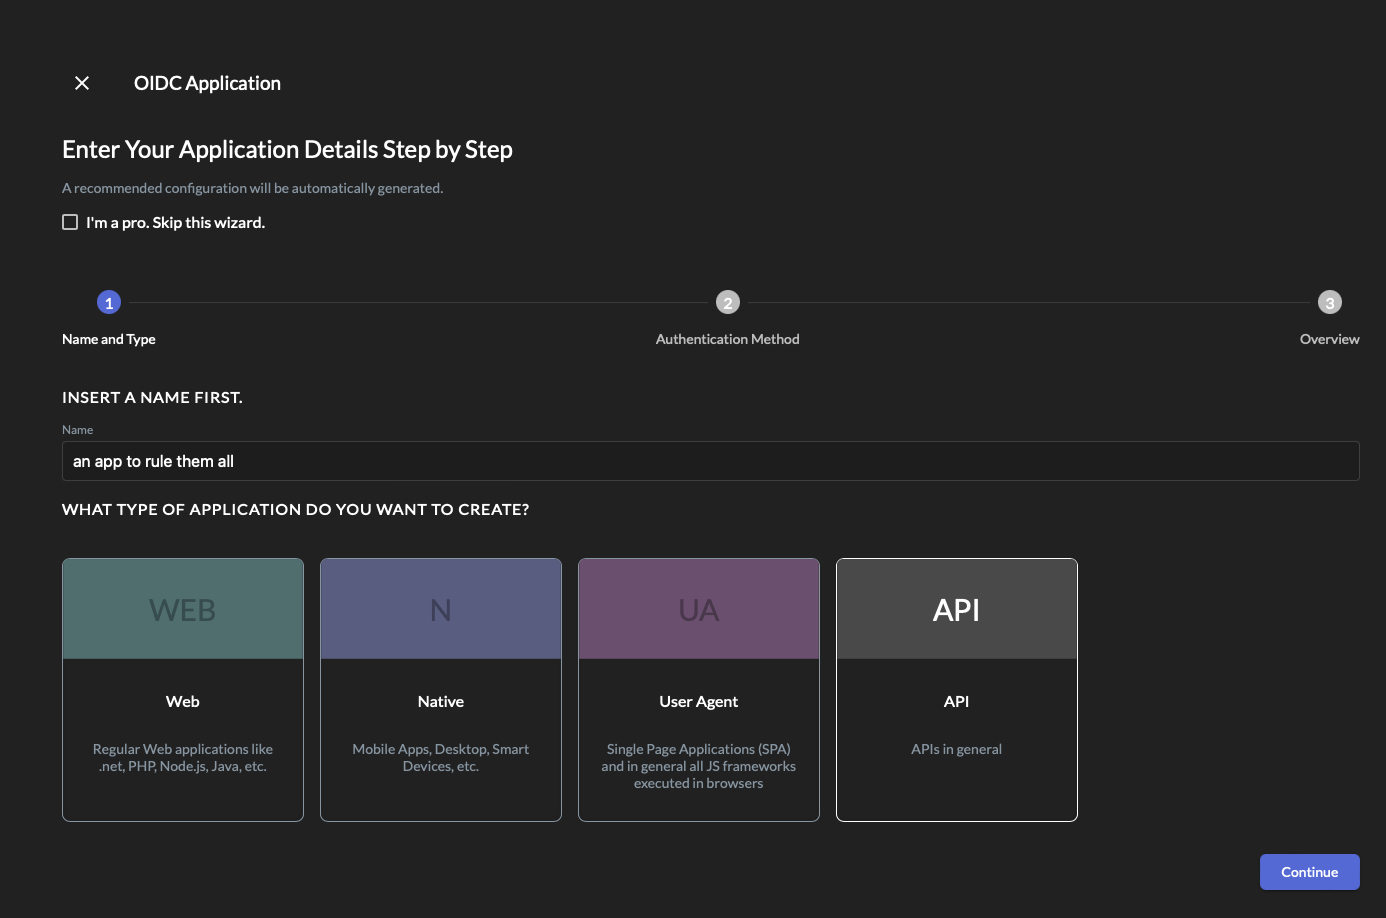 OIDC Application
Enter Your Application Details Step by Step
A recommended configuration will be automatically generated.
I'm a pro. Skip this wizard.
1
2
3
Name and Type
Authentication Method
Overview
INSERT A NAME FIRST.
Name
an app to rule them all
WHAT TYPE OF APPLICATION DO YOU WANT TO CREATE?
WEB
Web
Regular Web applications like
.net, PHP, Node.js, Java, etc.
N
Native
Mobile Apps, Desktop, Smart
Devices, etc.
UA
User Agent
Single Page Applications (SPA)
and in general all JS frameworks
executed in browsers
API
API
APIs in general
Continue